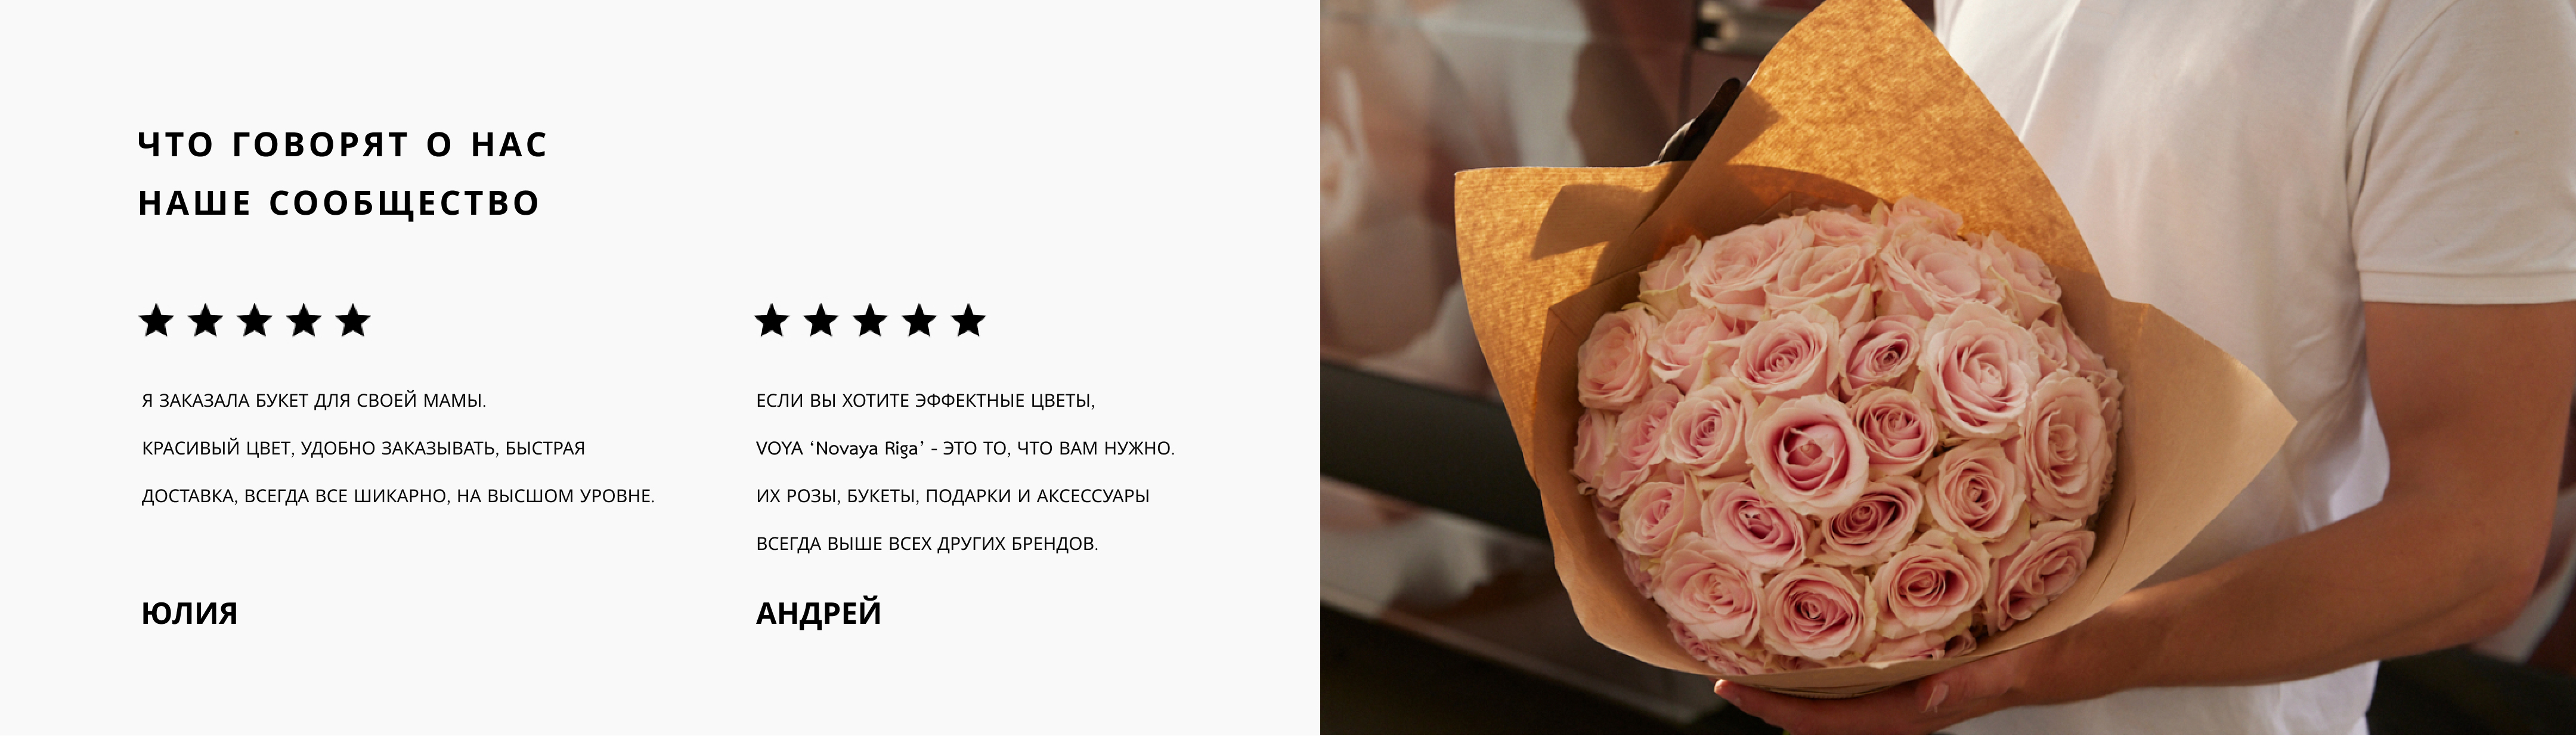 ЧТО ГОВОРЯТ О НАС
НАШЕ СООБЩЕСТВО
Я ЗАКАЗАЛА БУКЕТ ДЛЯ СВОЕЙ МАМЫ.
КРАСИВЫЙ ЦВЕТ, УДОБНО ЗАКАЗЫВАТЬ, БЫСТРАЯ
ДОСТАВКА, ВСЕГДА ВСЕ ШИКАРНО, НА ВЫСШОМ УРОВНЕ.
ЮЛИЯ
ЕСЛИ ВЫ ХОТИТЕ ЭФФЕКТНЫЕ ЦВЕТЫ,
VOYA ‘Novaya Riga’ - ЭТО ТО, ЧТО ВАМ НУЖНО.
ИХ РОЗЫ, БУКЕТЫ, ПОДАРКИ И АКСЕССУАРЫ
ВСЕГДА ВЫШЕ ВСЕХ ДРУГИХ БРЕНДОВ.
АНДРЕЙ